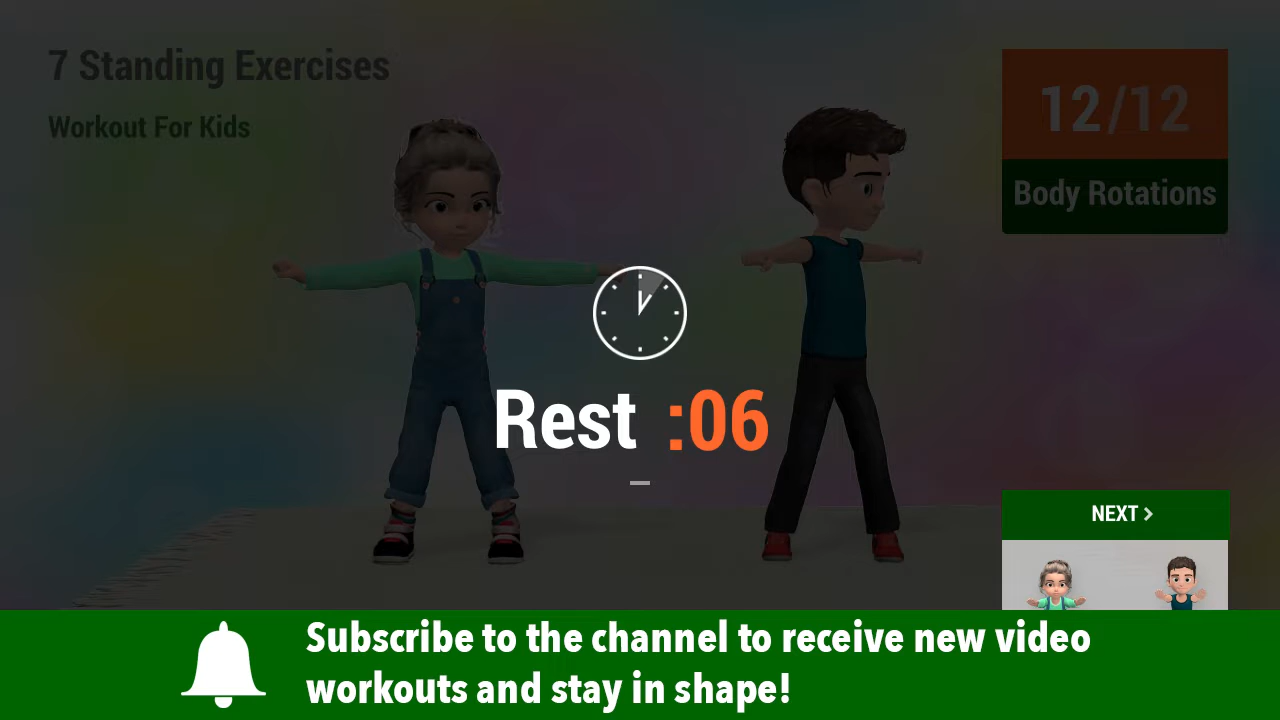 7 Standing Exercises
Workout For Kids
12/12
Body Rotations
Rest :06
NEXT >
Subscribe to the channel to receive new video
workouts and stay in shape!